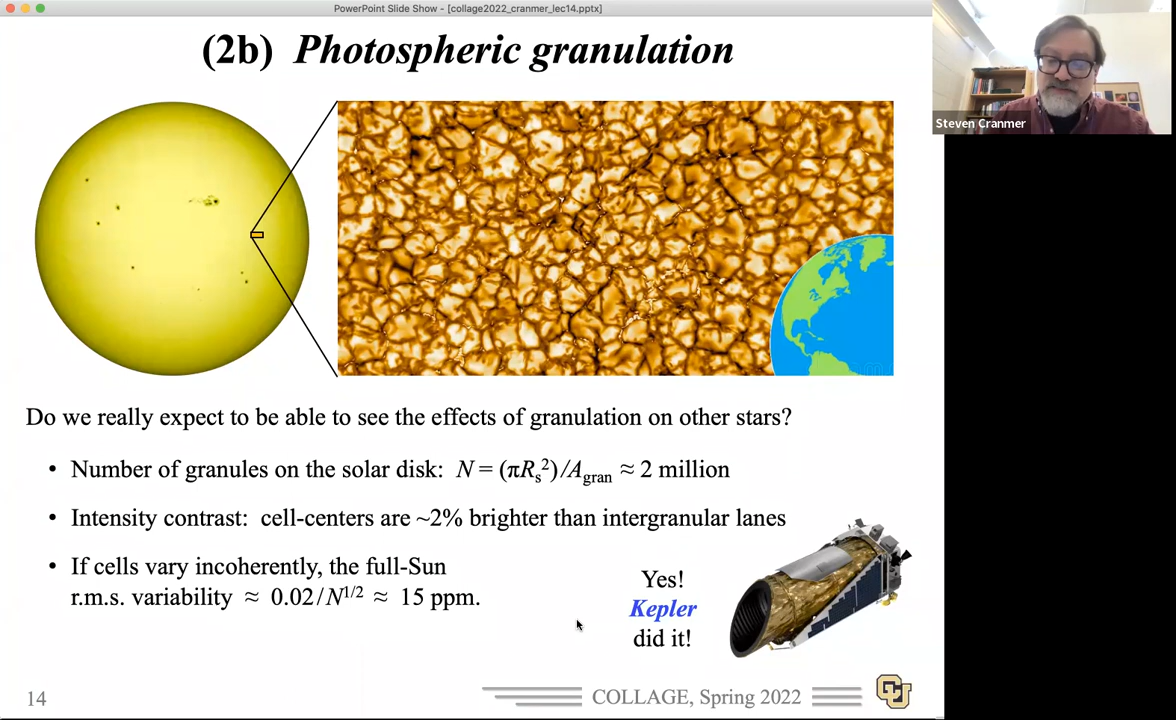 PowerPoint Slide Show - [collage2022_cranmer_lec14.pptx]
(2b) Photospheric granulation
Steven Cranmer
Do we really expect to be able to see the effects of granulation on other stars?
• Number of granules on the solar disk: N = (πRs²)/Agran ≈ 2 million
• Intensity contrast: cell-centers are ~2% brighter than intergranular lanes
• If cells vary incoherently, the full-Sun
r.m.s. variability ≈ 0.02/N^1/2 ≈ 15 ppm.
Yes!
Kepler
did it!
14
COLLAGE, Spring 2022
CU